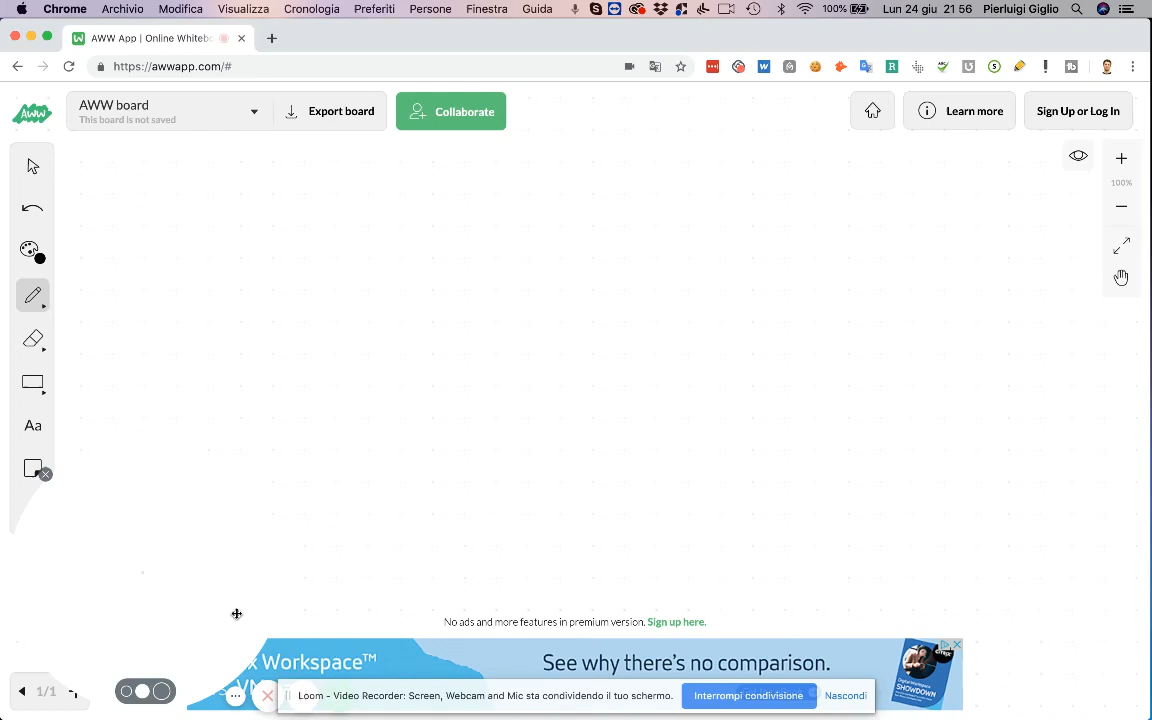 Chrome Archivio Modifica Visualizza Cronologia Preferiti Persone Finestra Guida 100% Lun 24 giu 21 56 Pierluigi Giglio
AWW App | Online Whitebo
https://awwapp.com/#
AWW
AWW board
This board is not saved
Export board
Collaborate
Learn more
Sign Up or Log In
100%
Aa
No ads and more features in premium version. Sign up here.
x Workspace™
See why there's no comparison.
SHOWDOWN
1/1
Loom – Video Recorder: Screen, Webcam and Mic sta condividendo il tuo schermo.
Interrompi condivisione
Nascondi